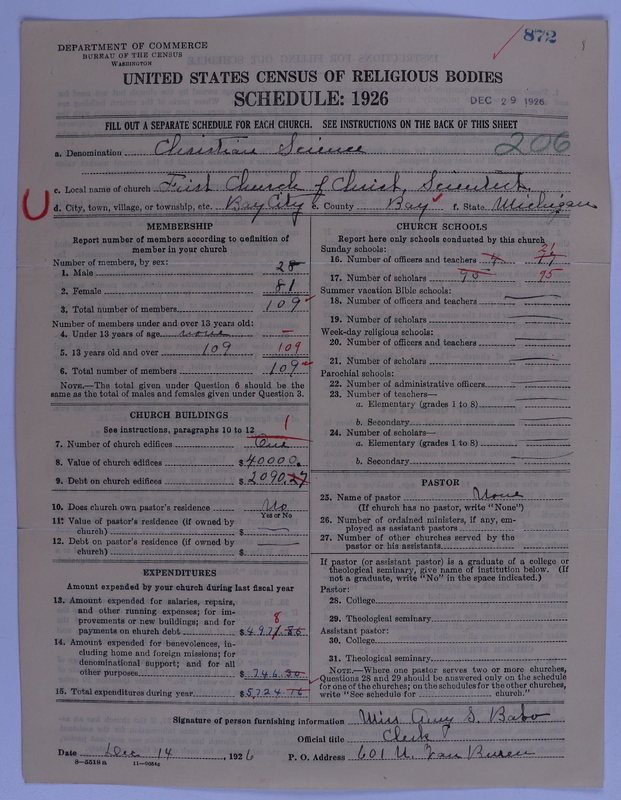 872
DEPARTMENT OF COMMERCE
BUREAU OF THE CENSUS
WASHINGTON
UNITED STATES CENSUS OF RELIGIOUS BODIES
SCHEDULE: 1926
DEC 29 1926
FILL OUT A SEPARATE SCHEDULE FOR EACH CHURCH. SEE INSTRUCTIONS ON THE BACK OF THIS SHEET
206
a. Denomination Christian Science
c. Local name of church First Church of Christ, Scientist,
d. City, town, village, or township, etc. Bay City e. County Bay f. State Michigan
MEMBERSHIP
Report number of members according to definition of
member in your church
Number of members, by sex:
1. Male 28
2. Female 81
3. Total number of members 109
Number of members under and over 13 years old:
4. Under 13 years of age none –
5. 13 years old and over 109 109
6. Total number of members 109
NOTE.—The total given under Question 6 should be
same as the total of males and females given under Question 3.
CHURCH BUILDINGS
See instructions, paragraphs 10 to 12
1
7. Number of church edifices One
8. Value of church edifices $40000.
9. Debt on church edifices $2090.27
10. Does church own pastor's residence No
Yes or No
11. Value of pastor's residence (if owned by
church) $
12. Debt on pastor's residence (if owned by
church) $
EXPENDITURES
Amount expended by your church during last fiscal year
13. Amount expended for salaries, repairs,
and other running expenses; for im-
provements or new buildings; and for
8
payments on church debt $4977.86
14. Amount expended for benevolences, in-
cluding home and foreign missions; for
denominational support; and for all
other purposes $746.30
15. Total expenditures during year $5,724.16
CHURCH SCHOOLS
Report here only schools conducted by this church
Sunday schools:
21
16. Number of officers and teachers 4 17
17. Number of scholars 95 95
Summer vacation Bible schools:
18. Number of officers and teachers
19. Number of scholars
Week-day religious schools:
20. Number of officers and teachers
21. Number of scholars
Parochial schools:
22. Number of administrative officers
23. Number of teachers—
a. Elementary (grades 1 to 8)
b. Secondary
24. Number of scholars—
a. Elementary (grades 1 to 8)
b. Secondary
PASTOR
25. Name of pastor None
(If church has no pastor, write "None")
26. Number of ordained ministers, if any, em-
ployed as assistant pastors
27. Number of other churches served by the
pastor or his assistants
If pastor (or assistant pastor) is a graduate of a college or
theological seminary, give name of institution below. (If
not a graduate, write "No" in the space indicated.)
Pastor:
28. College
29. Theological seminary
Assistant pastor:
30. College
31. Theological seminary
NOTE.—Where one pastor serves two or more churches,
Questions 28 and 29 should be answered only on the schedule
for one of the churches; on the schedules for the other churches,
write "See schedule for church."
Signature of person furnishing information Miss S. Babo
Official title Clerk
Date Dec 14, 1926 P. O. Address 601 N. Van Buren
8-5518a